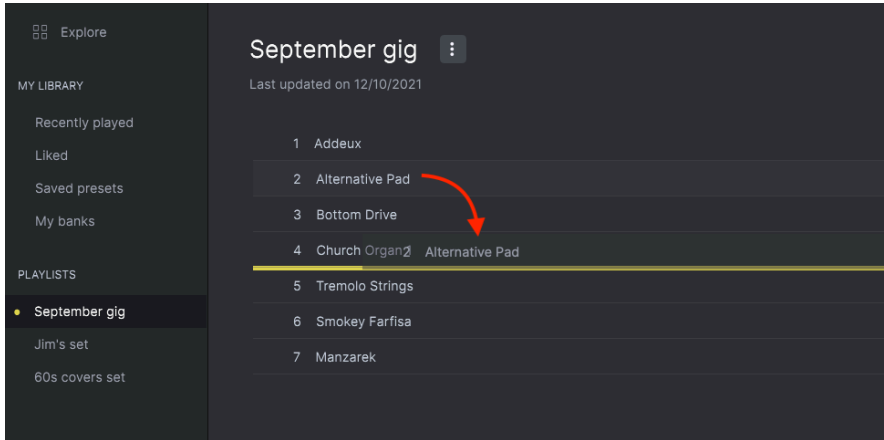 Explore
MY LIBRARY
Recently played
Liked
Saved presets
My banks
PLAYLISTS
September gig
Jim's set
60s covers set
September gig
Last updated on 12/10/2021
1 Addeux
2 Alternative Pad
3 Bottom Drive
4 Church Organ
2 Alternative Pad
5 Tremolo Strings
6 Smokey Farfisa
7 Manzarek